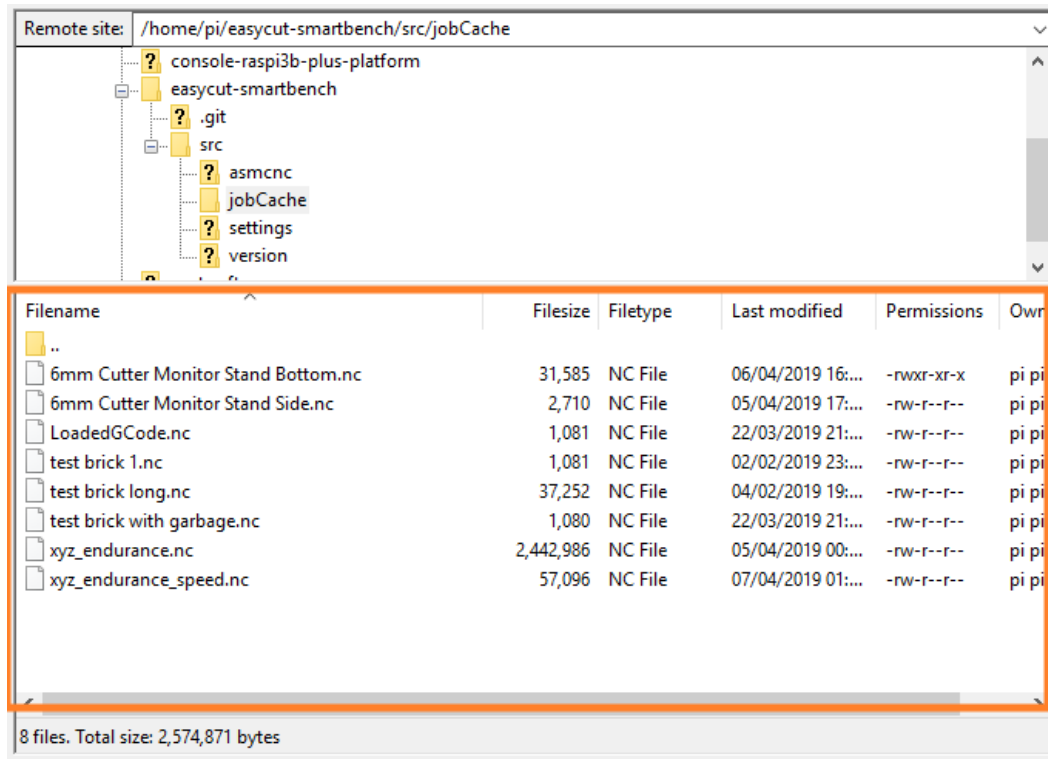 Remote site: /home/pi/easycut-smartbench/src/jobCache
? console-raspi3b-plus-platform
easycut-smartbench
? .git
src
? asmcnc
jobCache
? settings
? version
Filename Filesize Filetype Last modified Permissions Own
..
6mm Cutter Monitor Stand Bottom.nc 31,585 NC File 06/04/2019 16:... -rwxr-xr-x pi pi
6mm Cutter Monitor Stand Side.nc 2,710 NC File 05/04/2019 17:... -rw-r--r-- pi pi
LoadedGCode.nc 1,081 NC File 22/03/2019 21:... -rw-r--r-- pi pi
test brick 1.nc 1,081 NC File 02/02/2019 23:... -rw-r--r-- pi pi
test brick long.nc 37,252 NC File 04/02/2019 19:... -rw-r--r-- pi pi
test brick with garbage.nc 1,080 NC File 22/03/2019 21:... -rw-r--r-- pi pi
xyz_endurance.nc 2,442,986 NC File 05/04/2019 00:... -rw-r--r-- pi pi
xyz_endurance_speed.nc 57,096 NC File 07/04/2019 01:... -rw-r--r-- pi pi
8 files. Total size: 2,574,871 bytes